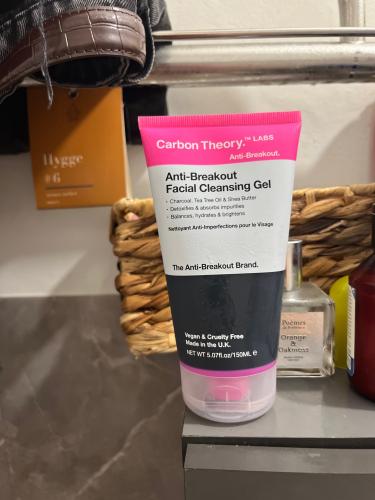 Carbon Theory.™ LABS
Anti-Breakout.
Anti-Breakout
Facial Cleansing Gel
• Charcoal, Tea Tree Oil & Shea Butter
• Detoxifies & absorbs impurities
• Balances, hydrates & brightens
Nettoyant Anti-Imperfections pour le Visage
The Anti-Breakout Brand.
Vegan & Cruelty Free
Made in the U.K.
NET WT 5.07fl.oz/150ML ℮
Hygge
#6
Poèmes
Orange
&
Oakmoss